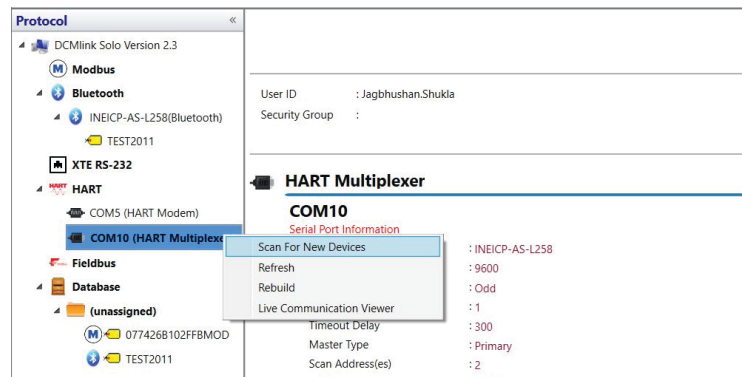 Protocol
«
DCMlink Solo Version 2.3
M Modbus
Bluetooth
INEICP-AS-L258(Bluetooth)
TEST2011
XTE RS-232
HART HART
COM5 (HART Modem)
COM10 (HART Multiplexe
Fieldbus
Database
(unassigned)
M 077426B102FFBMOD
TEST2011
User ID : Jagbhushan.Shukla
Security Group :
HART Multiplexer
COM10
Serial Port Information
: INEICP-AS-L258
: 9600
: Odd
: 1
Timeout Delay : 300
Master Type : Primary
Scan Address(es) : 2
Scan For New Devices
Refresh
Rebuild
Live Communication Viewer